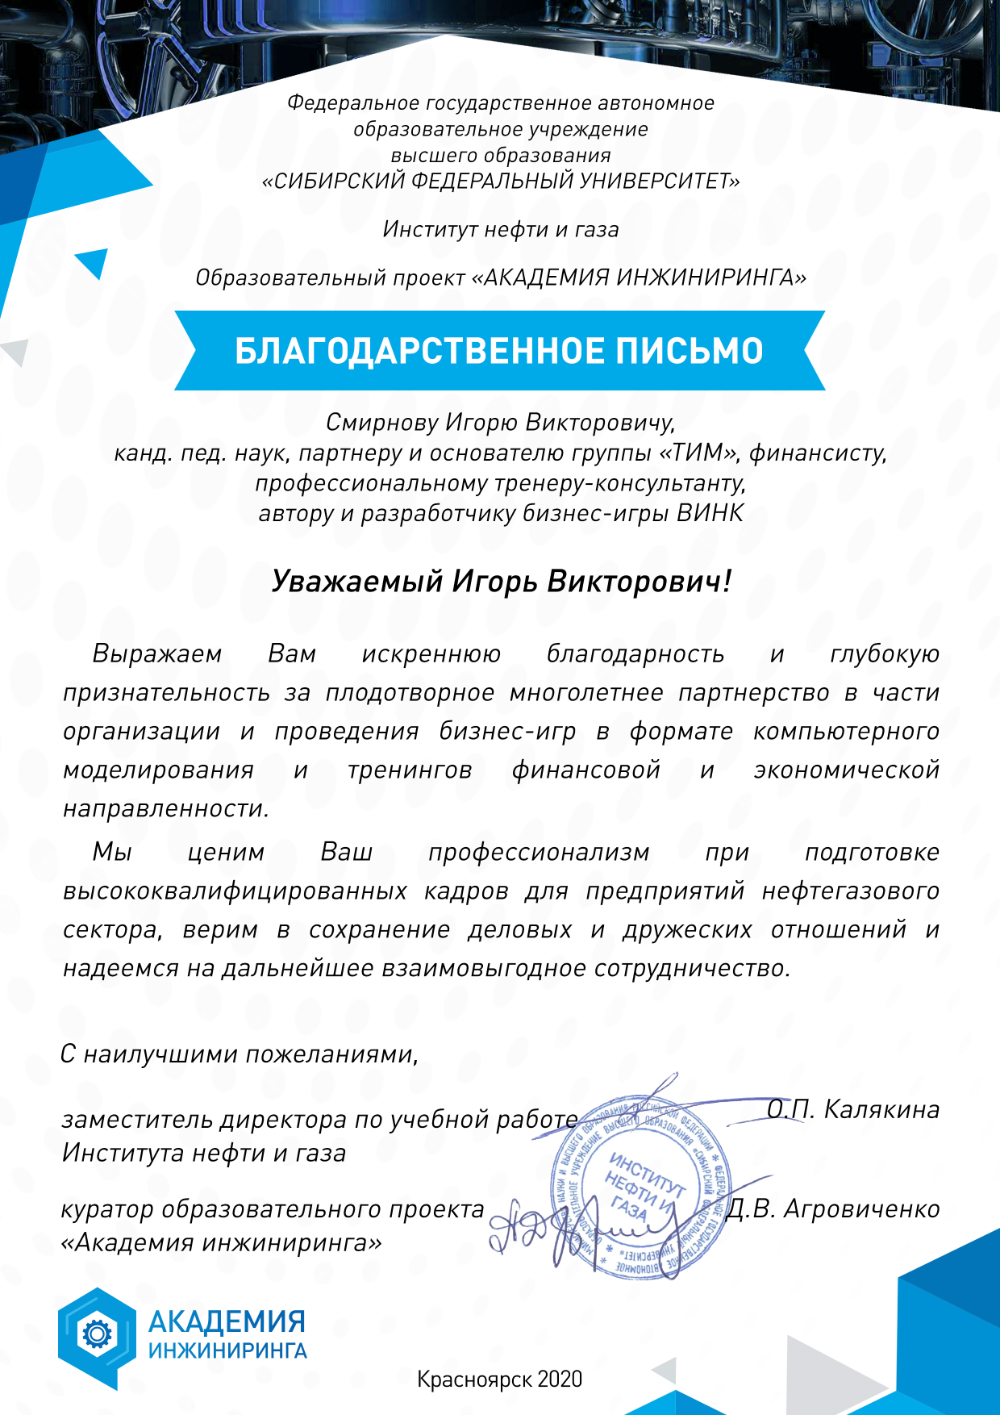 Федеральное государственное автономное
образовательное учреждение
высшего образования
«СИБИРСКИЙ ФЕДЕРАЛЬНЫЙ УНИВЕРСИТЕТ»
Институт нефти и газа
Образовательный проект «АКАДЕМИЯ ИНЖИНИРИНГА»
БЛАГОДАРСТВЕННОЕ ПИСЬМО
Смирнову Игорю Викторовичу,
канд. пед. наук, партнеру и основателю группы «ТИМ», финансисту,
профессиональному тренеру-консультанту,
автору и разработчику бизнес-игры ВИНК
Уважаемый Игорь Викторович!
Выражаем Вам искреннюю благодарность и глубокую
признательность за плодотворное многолетнее партнерство в части
организации и проведения бизнес-игр в формате компьютерного
моделирования и тренингов финансовой и экономической
направленности.
Мы ценим Ваш профессионализм при подготовке
высококвалифицированных кадров для предприятий нефтегазового
сектора, верим в сохранение деловых и дружеских отношений и
надеемся на дальнейшее взаимовыгодное сотрудничество.
С наилучшими пожеланиями,
заместитель директора по учебной работе О.П. Калякина
Института нефти и газа
куратор образовательного проекта Д.В. Агровиченко
«Академия инжиниринга»
ИНСТИТУТ
НЕФТИ И
ГАЗА
АКАДЕМИЯ
ИНЖИНИРИНГА
Красноярск 2020